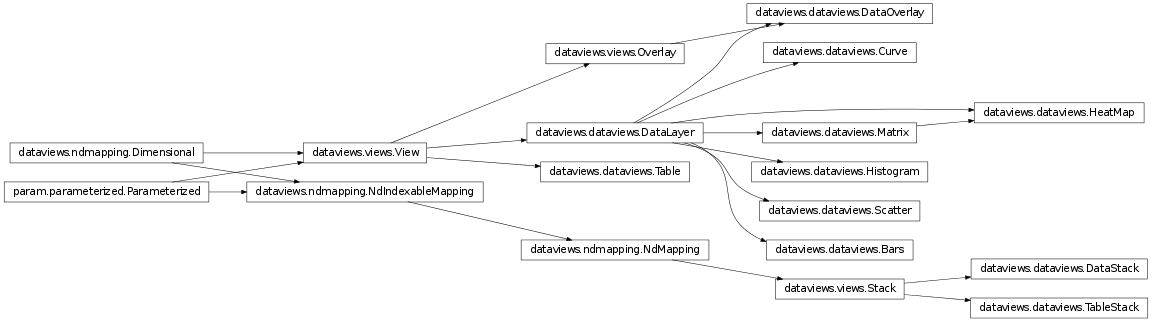 dataviews.dataviews.DataOverlay
dataviews.views.Overlay
dataviews.dataviews.Curve
dataviews.dataviews.HeatMap
dataviews.dataviews.DataLayer
dataviews.dataviews.Matrix
dataviews.ndmapping.Dimensional
dataviews.views.View
dataviews.dataviews.Table
dataviews.dataviews.Histogram
param.parameterized.Parameterized
dataviews.ndmapping.NdIndexableMapping
dataviews.dataviews.Scatter
dataviews.ndmapping.NdMapping
dataviews.dataviews.Bars
dataviews.dataviews.DataStack
dataviews.views.Stack
dataviews.dataviews.TableStack